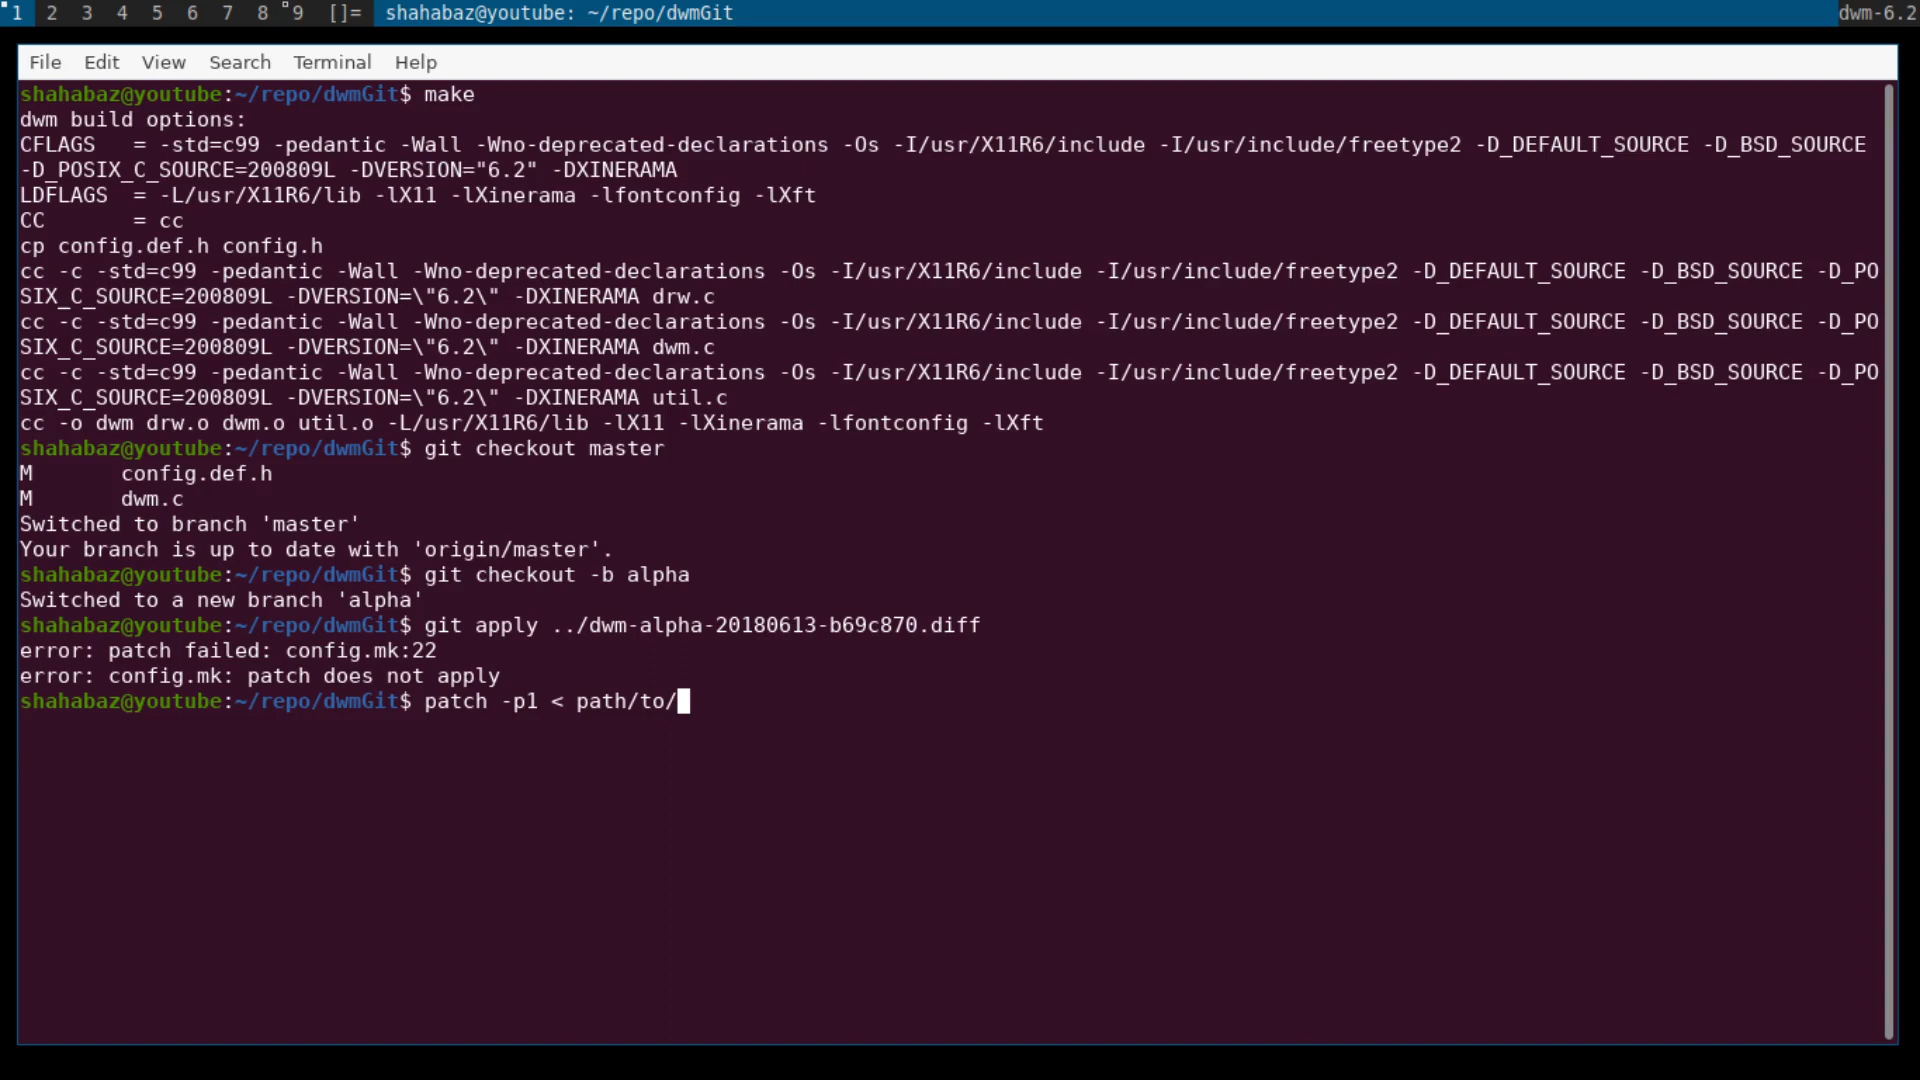 1 2 3 4 5 6 7 8 9 []= shahabaz@youtube: ~/repo/dwmGit dwm-6.2
File Edit View Search Terminal Help
shahabaz@youtube:~/repo/dwmGit$ make
dwm build options:
CFLAGS   = -std=c99 -pedantic -Wall -Wno-deprecated-declarations -Os -I/usr/X11R6/include -I/usr/include/freetype2 -D_DEFAULT_SOURCE -D_BSD_SOURCE
-D_POSIX_C_SOURCE=200809L -DVERSION="6.2" -DXINERAMA
LDFLAGS  = -L/usr/X11R6/lib -lX11 -lXinerama -lfontconfig -lXft
CC       = cc
cp config.def.h config.h
cc -c -std=c99 -pedantic -Wall -Wno-deprecated-declarations -Os -I/usr/X11R6/include -I/usr/include/freetype2 -D_DEFAULT_SOURCE -D_BSD_SOURCE -D_PO
SIX_C_SOURCE=200809L -DVERSION=\"6.2\" -DXINERAMA drw.c
cc -c -std=c99 -pedantic -Wall -Wno-deprecated-declarations -Os -I/usr/X11R6/include -I/usr/include/freetype2 -D_DEFAULT_SOURCE -D_BSD_SOURCE -D_PO
SIX_C_SOURCE=200809L -DVERSION=\"6.2\" -DXINERAMA dwm.c
cc -c -std=c99 -pedantic -Wall -Wno-deprecated-declarations -Os -I/usr/X11R6/include -I/usr/include/freetype2 -D_DEFAULT_SOURCE -D_BSD_SOURCE -D_PO
SIX_C_SOURCE=200809L -DVERSION=\"6.2\" -DXINERAMA util.c
cc -o dwm drw.o dwm.o util.o -L/usr/X11R6/lib -lX11 -lXinerama -lfontconfig -lXft
shahabaz@youtube:~/repo/dwmGit$ git checkout master
M       config.def.h
M       dwm.c
Switched to branch 'master'
Your branch is up to date with 'origin/master'.
shahabaz@youtube:~/repo/dwmGit$ git checkout -b alpha
Switched to a new branch 'alpha'
shahabaz@youtube:~/repo/dwmGit$ git apply ../dwm-alpha-20180613-b69c870.diff
error: patch failed: config.mk:22
error: config.mk: patch does not apply
shahabaz@youtube:~/repo/dwmGit$ patch -p1 < path/to/